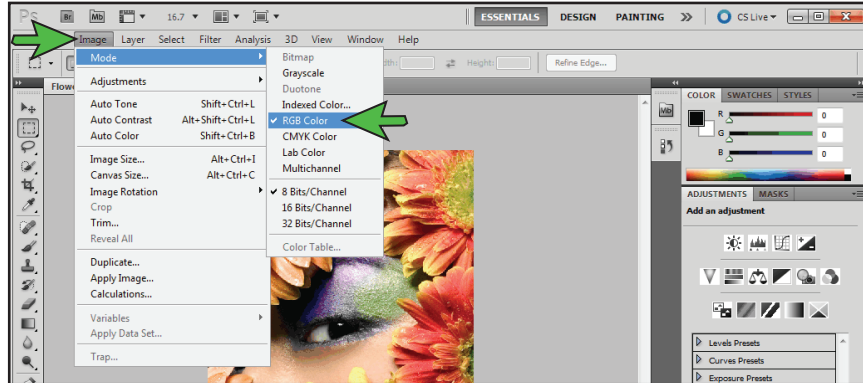 Ps Br Mb 16.7 ESSENTIALS DESIGN PAINTING CS Live
Image Layer Select Filter Analysis 3D View Window Help
Height: Refine Edge...
Mode
Adjustments
Auto Tone Shift+Ctrl+L
Auto Contrast Alt+Shift+Ctrl+L
Auto Color Shift+Ctrl+B
Image Size... Alt+Ctrl+I
Canvas Size... Alt+Ctrl+C
Image Rotation
Crop
Trim...
Reveal All
Duplicate...
Apply Image...
Calculations...
Variables
Apply Data Set...
Trap...
Bitmap
Grayscale
Duotone
Indexed Color...
RGB Color
CMYK Color
Lab Color
Multichannel
8 Bits/Channel
16 Bits/Channel
32 Bits/Channel
Color Table...
Mb
COLOR SWATCHES STYLES
R 0
G 0
B 0
ADJUSTMENTS MASKS
Add an adjustment
Levels Presets
Curves Presets
Exposure Presets